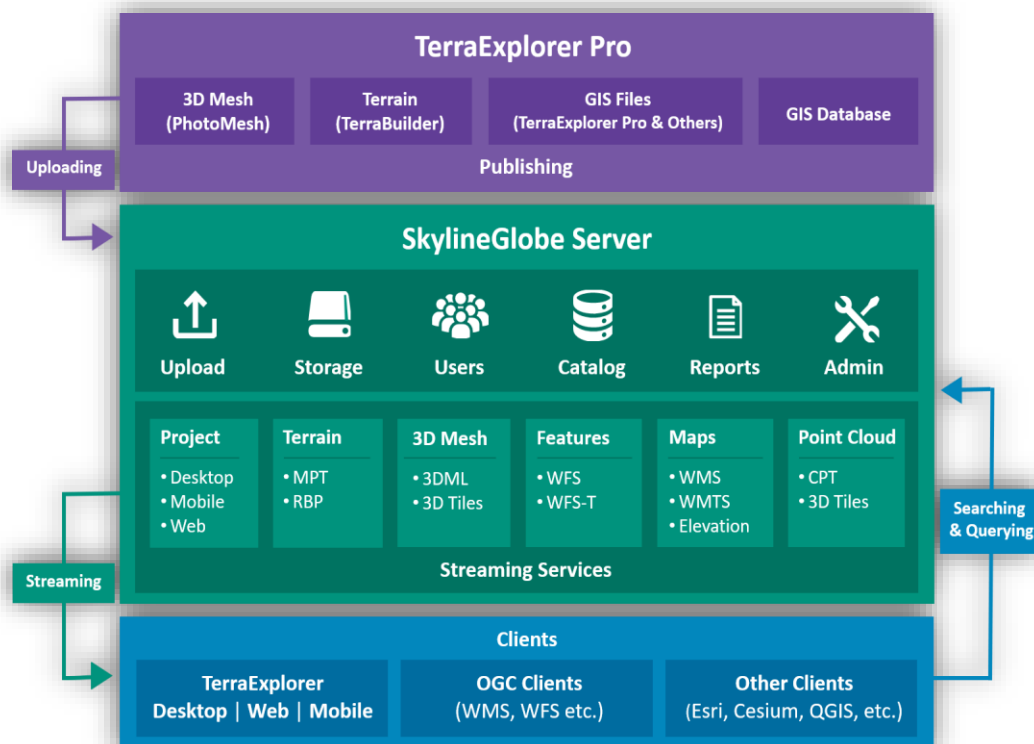 TerraExplorer Pro
3D Mesh
(PhotoMesh)
Terrain
(TerraBuilder)
GIS Files
(TerraExplorer Pro & Others)
GIS Database
Publishing
Uploading
SkylineGlobe Server
Upload
Storage
Users
Catalog
Reports
Admin
Project
• Desktop
• Mobile
• Web
Terrain
• MPT
• RBP
3D Mesh
• 3DML
• 3D Tiles
Features
• WFS
• WFS-T
Maps
• WMS
• WMTS
• Elevation
Point Cloud
• CPT
• 3D Tiles
Streaming Services
Streaming
Searching
& Querying
Clients
TerraExplorer
Desktop | Web | Mobile
OGC Clients
(WMS, WFS etc.)
Other Clients
(Esri, Cesium, QGIS, etc.)